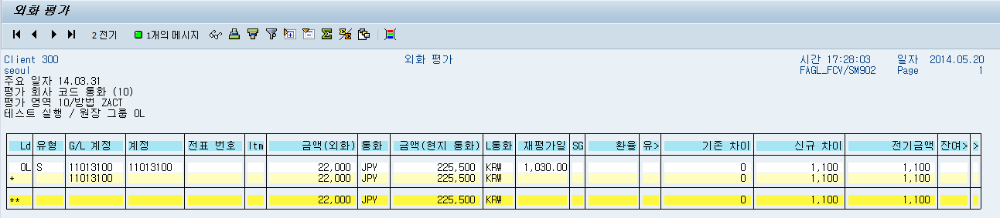 외화 평가
2 전기 1개의 메시지
Client 300 외화 평가 시간 17:28:03 일자 2014.05.20
seoul FAGL_FCV/SM902 Page 1
주요 일자 14.03.31
평가 회사 코드 통화 (10)
평가 영역 10/방법 ZACT
테스트 실행 / 원장 그룹 0L
Ld 유형 G/L 계정 계정 전표 번호 Itm 금액(외화) 통화 금액(현지 통화) L통화 재평가일 SG 환율 유> 기존 차이 신규 차이 전기금액 잔여> >
0L S 11013100 11013100 22,000 JPY 225,500 KRW 1,030.00 0 1,100 1,100
* 11013100 22,000 JPY 225,500 KRW 0 1,100 1,100
** 22,000 JPY 225,500 KRW 0 1,100 1,100